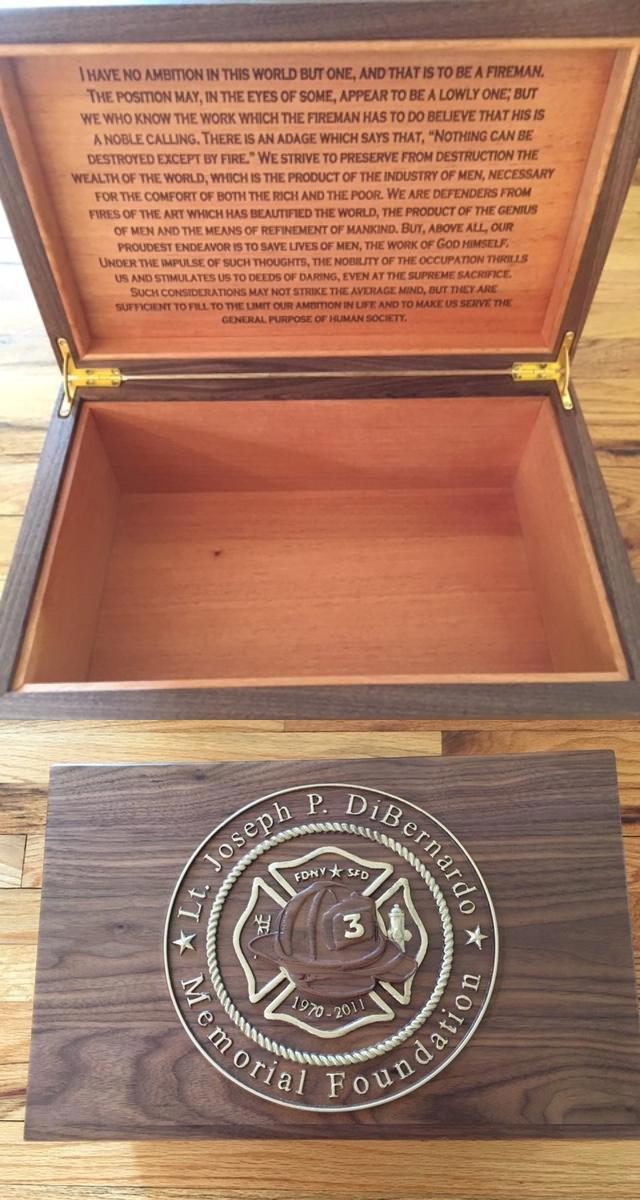 I HAVE NO AMBITION IN THIS WORLD BUT ONE, AND THAT IS TO BE A FIREMAN.
THE POSITION MAY, IN THE EYES OF SOME, APPEAR TO BE A LOWLY ONE; BUT
WE WHO KNOW THE WORK WHICH THE FIREMAN HAS TO DO BELIEVE THAT HIS IS
A NOBLE CALLING. THERE IS AN ADAGE WHICH SAYS THAT, "NOTHING CAN BE
DESTROYED EXCEPT BY FIRE." WE STRIVE TO PRESERVE FROM DESTRUCTION THE
WEALTH OF THE WORLD, WHICH IS THE PRODUCT OF THE INDUSTRY OF MEN, NECESSARY
FOR THE COMFORT OF BOTH THE RICH AND THE POOR. WE ARE DEFENDERS FROM
FIRES OF THE ART WHICH HAS BEAUTIFIED THE WORLD, THE PRODUCT OF THE GENIUS
OF MEN AND THE MEANS OF REFINEMENT OF MANKIND. BUT, ABOVE ALL, OUR
PROUDEST ENDEAVOR IS TO SAVE LIVES OF MEN, THE WORK OF GOD HIMSELF.
UNDER THE IMPULSE OF SUCH THOUGHTS, THE NOBILITY OF THE OCCUPATION THRILLS
US AND STIMULATES US TO DEEDS OF DARING, EVEN AT THE SUPREME SACRIFICE.
SUCH CONSIDERATIONS MAY NOT STRIKE THE AVERAGE MIND, BUT THEY ARE
SUFFICIENT TO FILL TO THE LIMIT OUR AMBITION IN LIFE AND TO MAKE US SERVE THE
GENERAL PURPOSE OF HUMAN SOCIETY.
Lt. Joseph P. DiBernardo
FDNY ★ SFD
3
1970-2011
Memorial Foundation